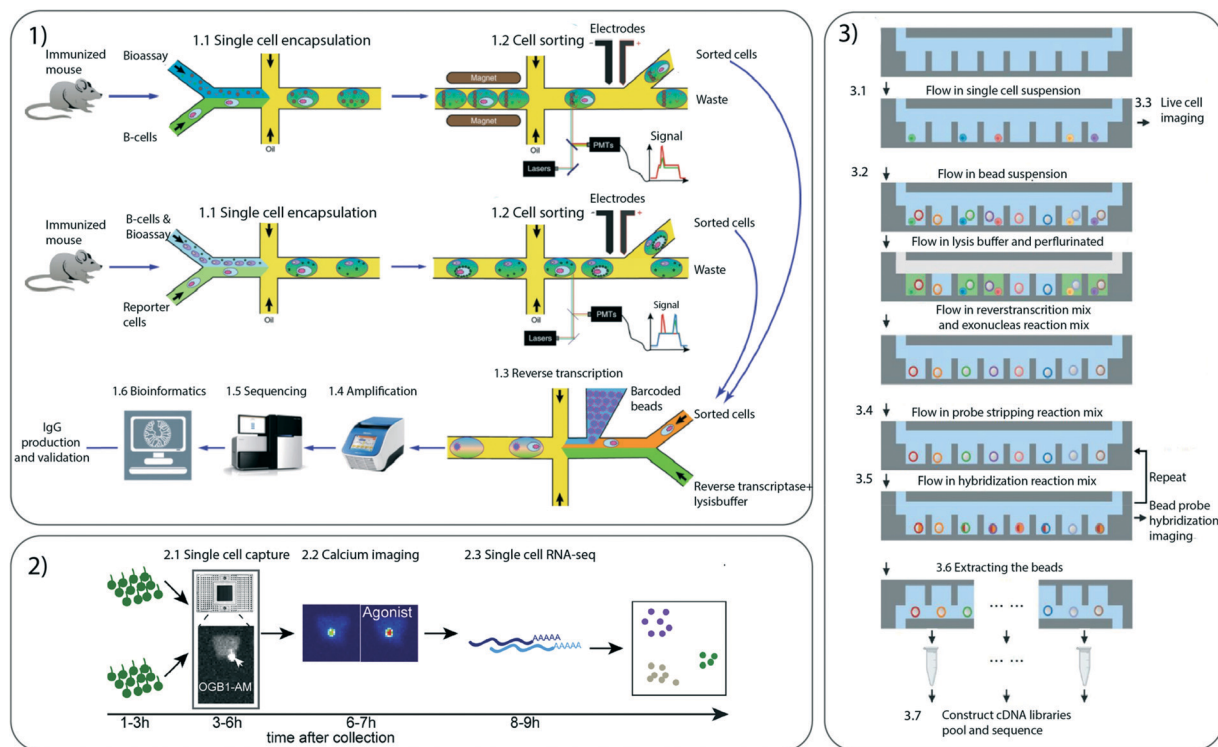 1)
1.1 Single cell encapsulation
1.2 Cell sorting
Electrodes
- +
Sorted cells
Immunized
mouse
Bioassay
B-cells
Oil
Magnet
Magnet
Oil
Waste
Lasers
PMTs
Signal
1.1 Single cell encapsulation
1.2 Cell sorting
Electrodes
- +
Sorted cells
Immunized
mouse
B-cells &
Bioassay
Reporter
cells
Oil
Oil
Waste
Lasers
PMTs
Signal
1.3 Reverse transcription
Barcoded
beads
Sorted cells
Reverse transcriptase+
lysisbuffer
1.4 Amplification
1.5 Sequencing
1.6 Bioinformatics
IgG
production
and validation
2)
2.1 Single cell capture
2.2 Calcium imaging
2.3 Single cell RNA-seq
OGB1-AM
Agonist
AAAAA
AAAAA
1-3h
3-6h
6-7h
8-9h
time after collection
3)
3.1
Flow in single cell suspension
3.3 Live cell
imaging
3.2
Flow in bead suspension
Flow in lysis buffer and perflurinated
Flow in reverstranscrition mix
and exonucleas reaction mix
3.4
Flow in probe stripping reaction mix
3.5
Flow in hybridization reaction mix
Repeat
Bead probe
hybridization
imaging
3.6 Extracting the beads
... ...
... ...
3.7 Construct cDNA libraries
pool and sequence